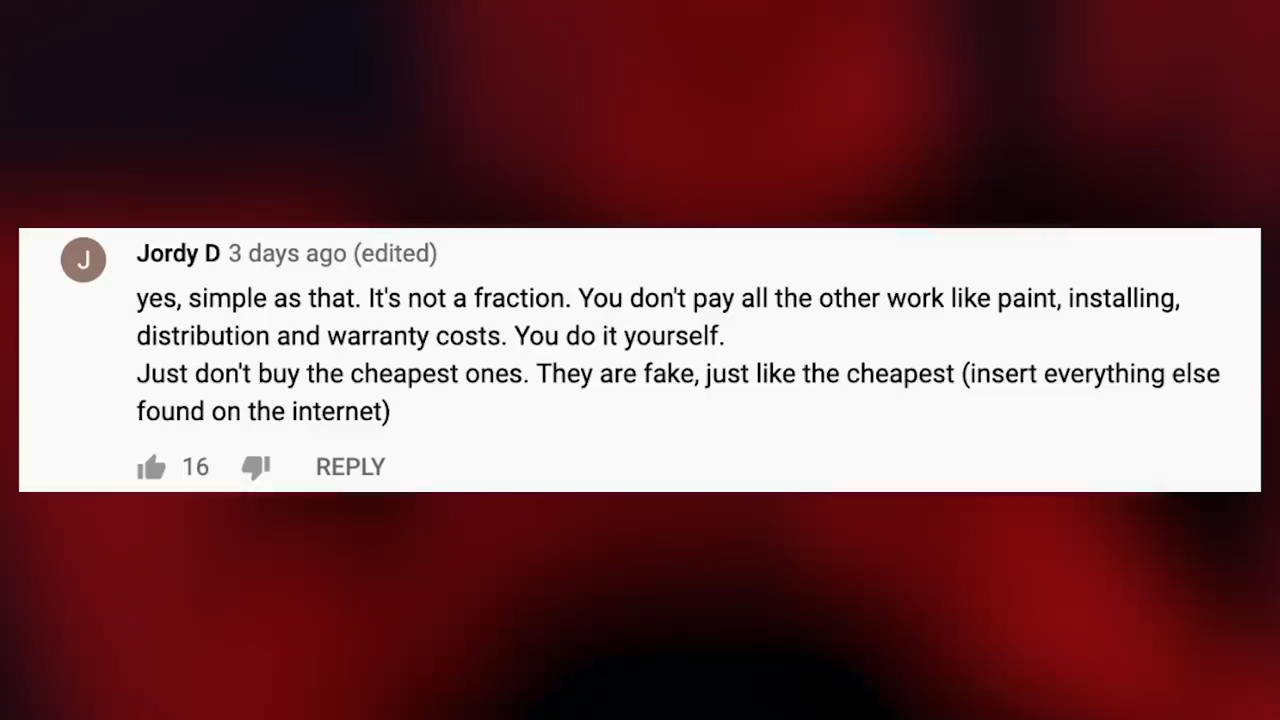 J
Jordy D 3 days ago (edited)
yes, simple as that. It's not a fraction. You don't pay all the other work like paint, installing,
distribution and warranty costs. You do it yourself.
Just don't buy the cheapest ones. They are fake, just like the cheapest (insert everything else
found on the internet)
16 REPLY